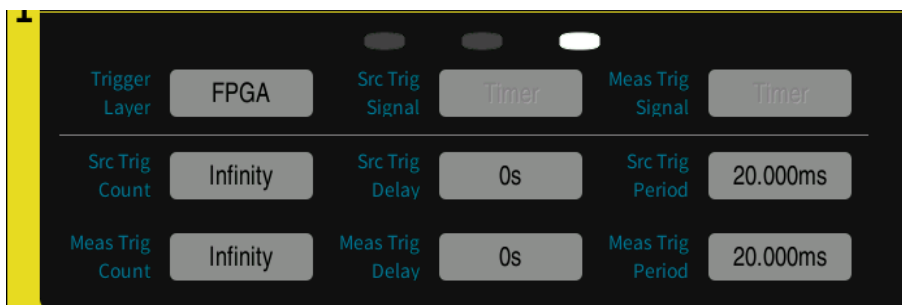 1
Trigger Layer FPGA Src Trig Signal Timer Meas Trig Signal Timer
Src Trig Count Infinity Src Trig Delay 0s Src Trig Period 20.000ms
Meas Trig Count Infinity Meas Trig Delay 0s Meas Trig Period 20.000ms